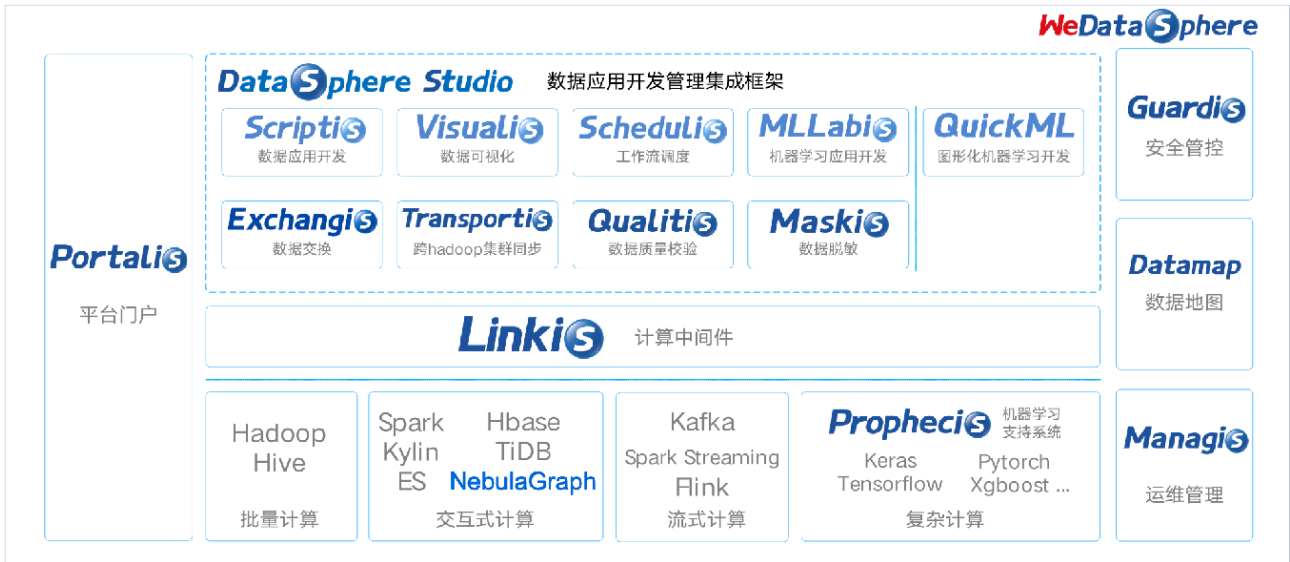 WeDataSphere
Portalis
平台门户
DataSphere Studio 数据应用开发管理集成框架
Scriptis
数据应用开发
Visualis
数据可视化
Schedulis
工作流调度
MLLabis
机器学习应用开发
QuickML
图形化机器学习开发
Exchangis
数据交换
Transportis
跨hadoop集群同步
Qualitis
数据质量校验
Maskis
数据脱敏
Linkis 计算中间件
Hadoop
Hive
批量计算
Spark Hbase
Kylin TiDB
ES NebulaGraph
交互式计算
Kafka
Spark Streaming
Flink
流式计算
Prophecis
机器学习
支持系统
Keras Pytorch
Tensorflow Xgboost ...
复杂计算
Guardis
安全管控
Datamap
数据地图
Managis
运维管理